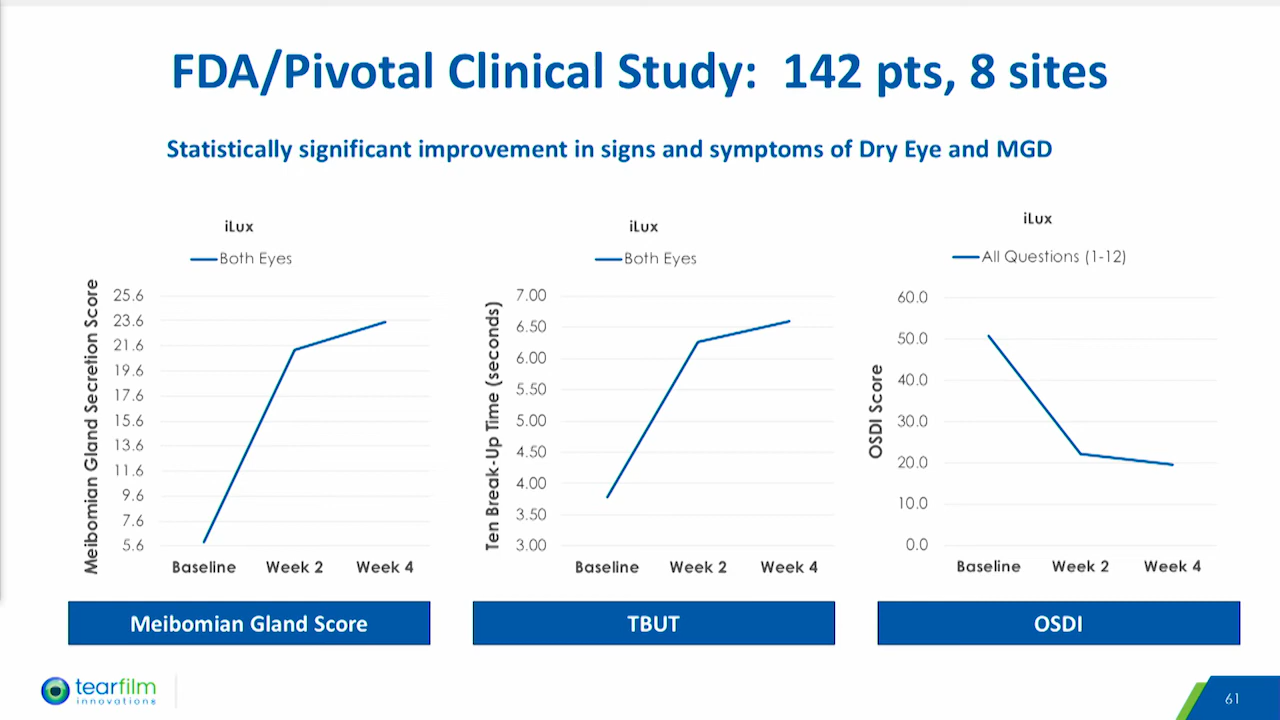 FDA/Pivotal Clinical Study: 142 pts, 8 sites
Statistically significant improvement in signs and symptoms of Dry Eye and MGD
iLux
Both Eyes
Meibomian Gland Secretion Score
25.6
23.6
21.6
19.6
17.6
15.6
13.6
11.6
9.6
7.6
5.6
Baseline Week 2 Week 4
Meibomian Gland Score
iLux
Both Eyes
Ten Break-Up Time (seconds)
7.00
6.50
6.00
5.50
5.00
4.50
4.00
3.50
3.00
Baseline Week 2 Week 4
TBUT
iLux
All Questions (1-12)
OSDI Score
60.0
50.0
40.0
30.0
20.0
10.0
0.0
Baseline Week 2 Week 4
OSDI
tearfilm
innovations
61